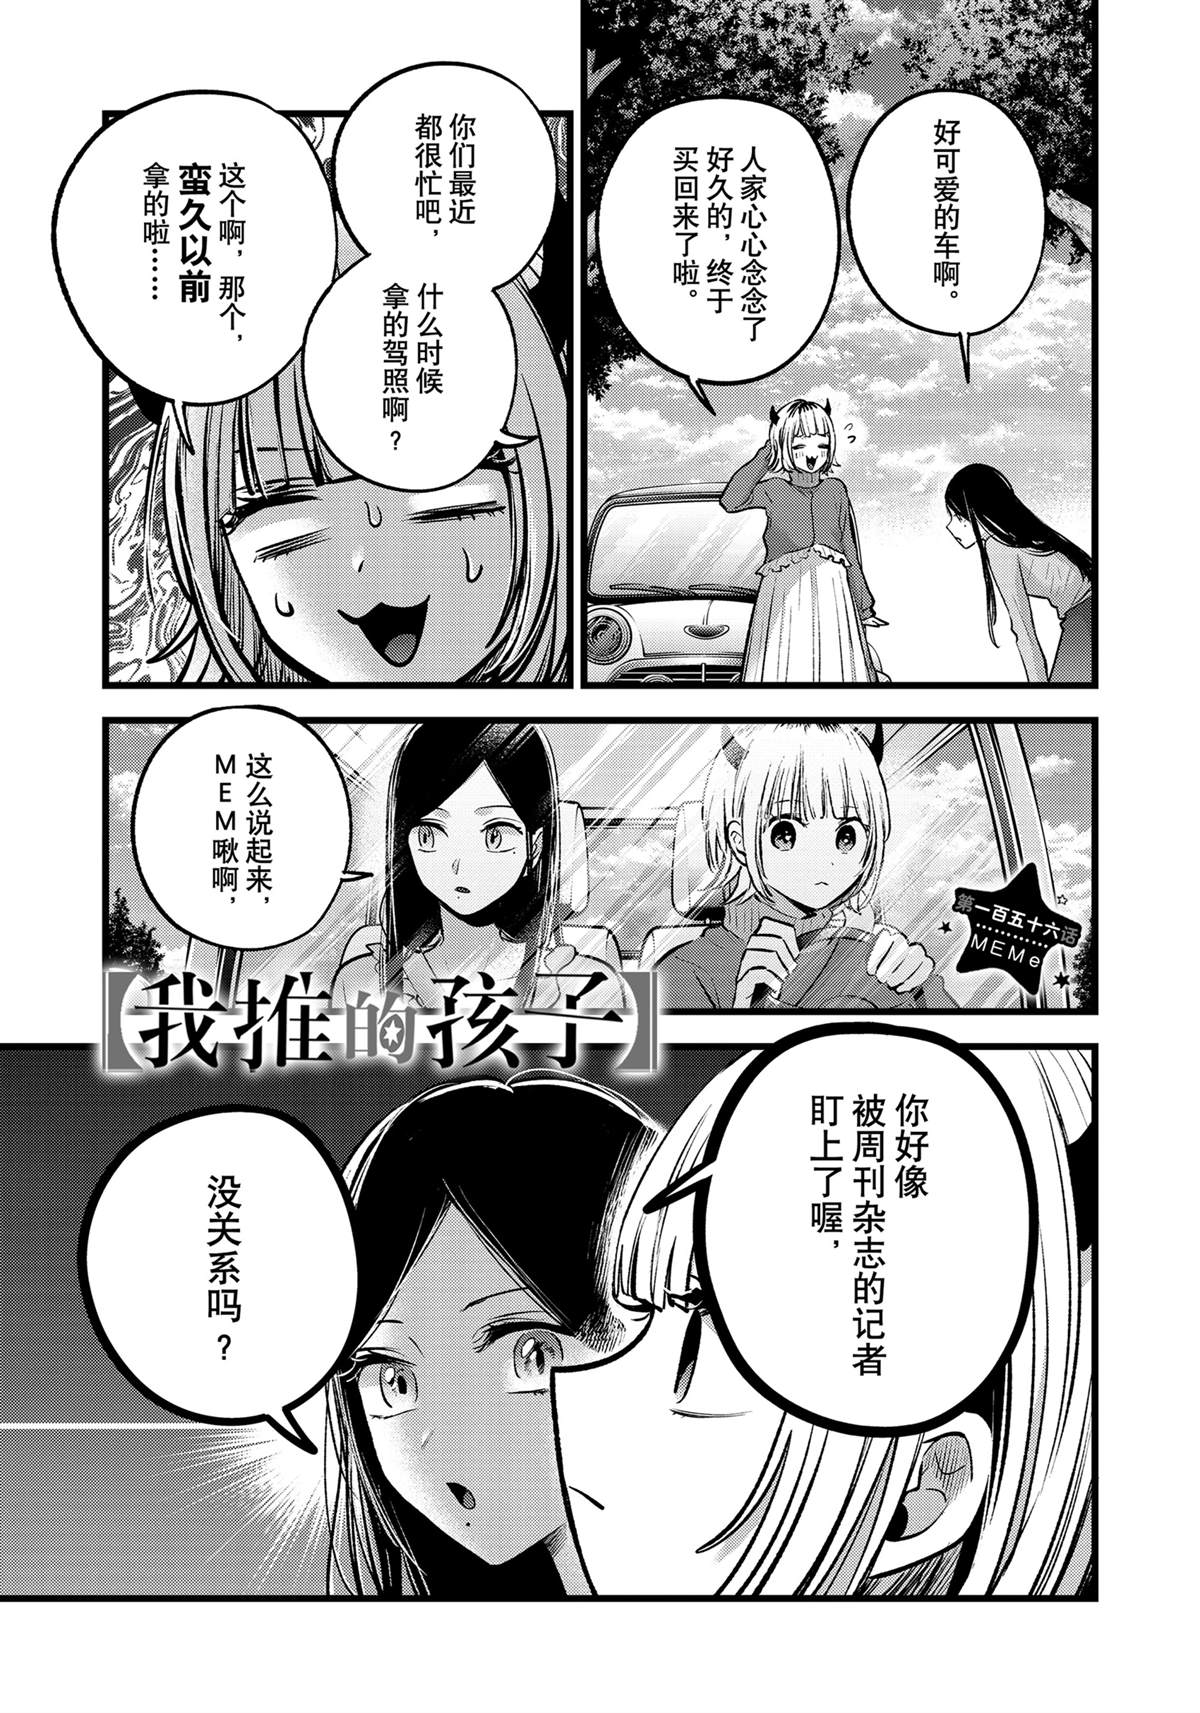 好可爱的车啊。
人家心心念念了
好久的，终于
买回来了啦。
你们最近
都很忙吧，
什么时候
拿的驾照啊？
这个啊，那个，
蛮久以前
拿的啦……
第一百五十六话
MEMe
这么说起来，
MEM啾啊，
【我推的孩子】
你好像
被周刊杂志的记者
盯上了喔，
没关系吗？